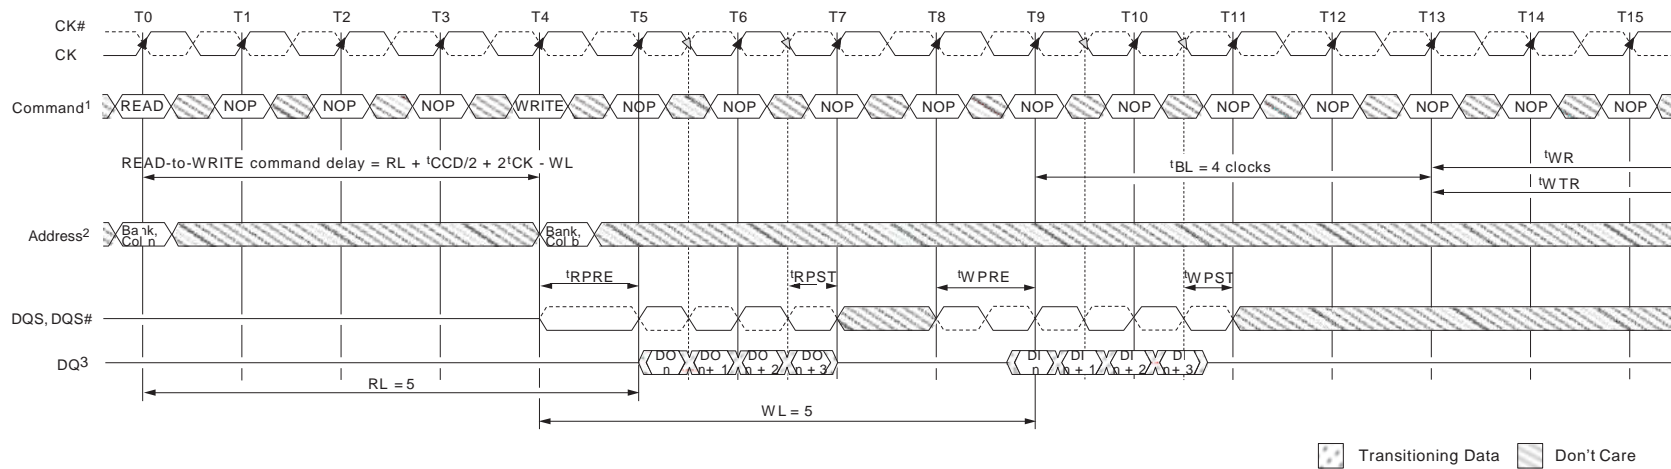 T0 T1 T2 T3 T4 T5 T6 T7 T8 T9 T10 T11 T12 T13 T14 T15
CK#
CK
Command1 READ NOP NOP NOP WRITE NOP NOP NOP NOP NOP NOP NOP NOP NOP NOP NOP
READ-to-WRITE command delay = RL + tCCD/2 + 2tCK - WL
tBL = 4 clocks
tWR
tWTR
Address2 Bank, Col n Bank, Col b
tRPRE tRPST tWPRE tWPST
DQS, DQS#
DQ3 DO n DO n + 1 DO n + 2 DO n + 3 DI n DI n + 1 DI n + 2 DI n + 3
RL = 5
WL = 5
Transitioning Data Don't Care